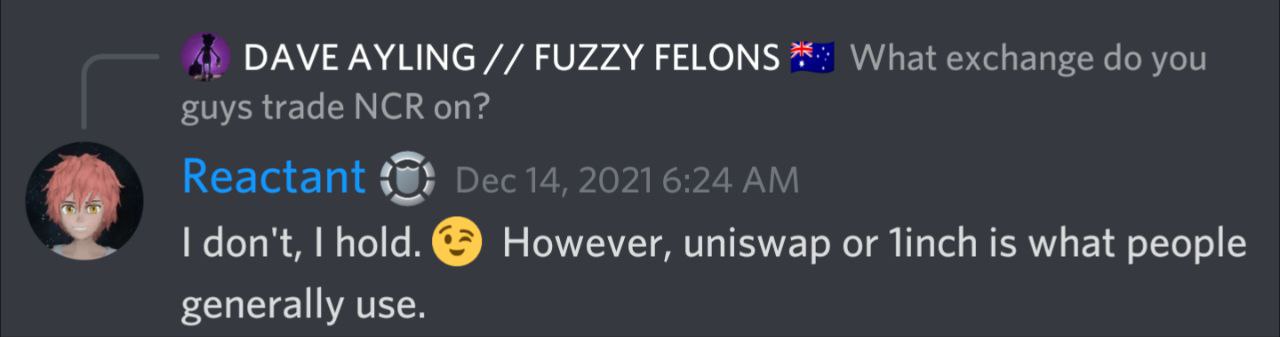 DAVE AYLING // FUZZY FELONS 🇦🇺 What exchange do you
guys trade NCR on?
Reactant Dec 14, 2021 6:24 AM
I don't, I hold. 😉 However, uniswap or 1inch is what people
generally use.